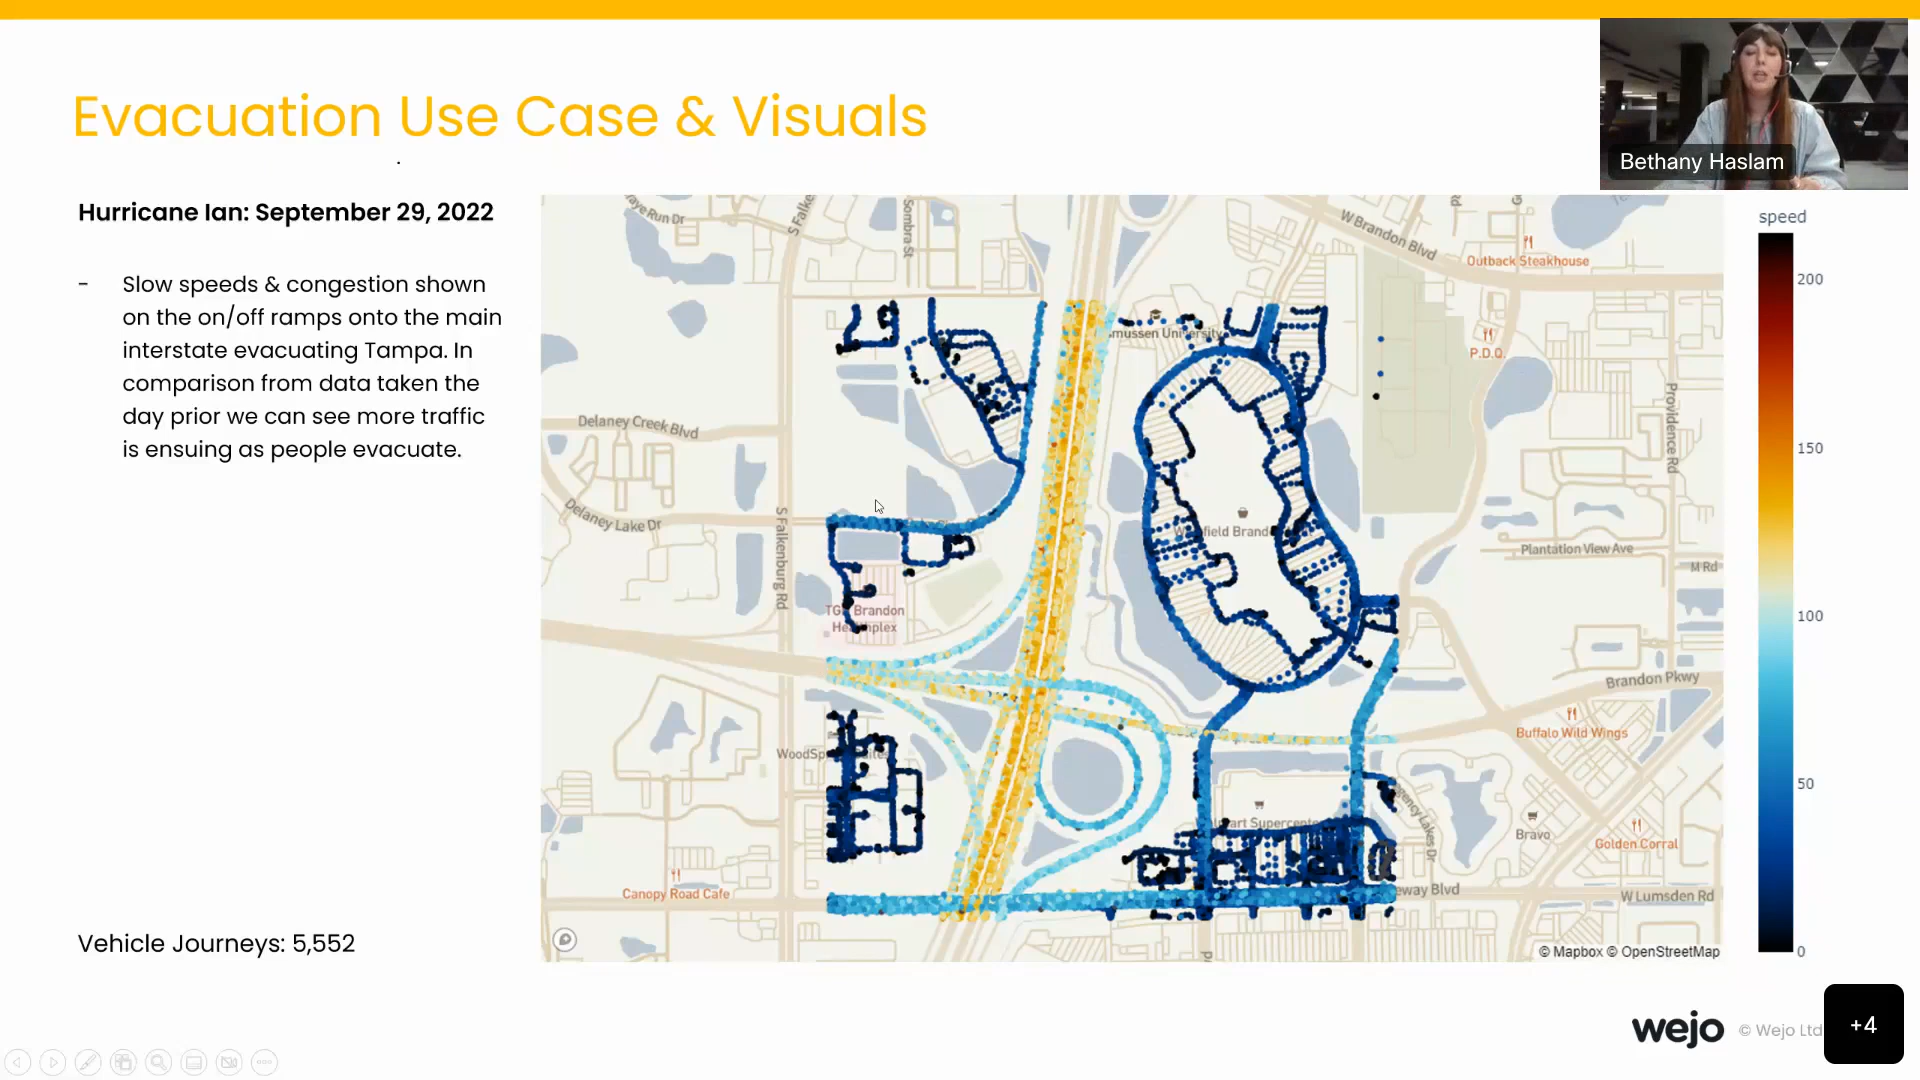 Evacuation Use Case & Visuals
Bethany Haslam
Hurricane Ian: September 29, 2022
- Slow speeds & congestion shown
on the on/off ramps onto the main
interstate evacuating Tampa. In
comparison from data taken the
day prior we can see more traffic
is ensuing as people evacuate.
Vehicle Journeys: 5,552
speed
200
150
100
50
0
W Brandon Blvd
Outback Steakhouse
P.D.Q.
Providence Rd
Sombra St
Delaney Creek Blvd
Delaney Lake Dr
S Falkenburg Rd
Plantation View Ave
M Rd
Brandon Pkwy
Buffalo Wild Wings
Bravo
Golden Corral
W Lumsden Rd
Canopy Road Cafe
© Mapbox © OpenStreetMap
wejo
© Wejo Ltd
+4